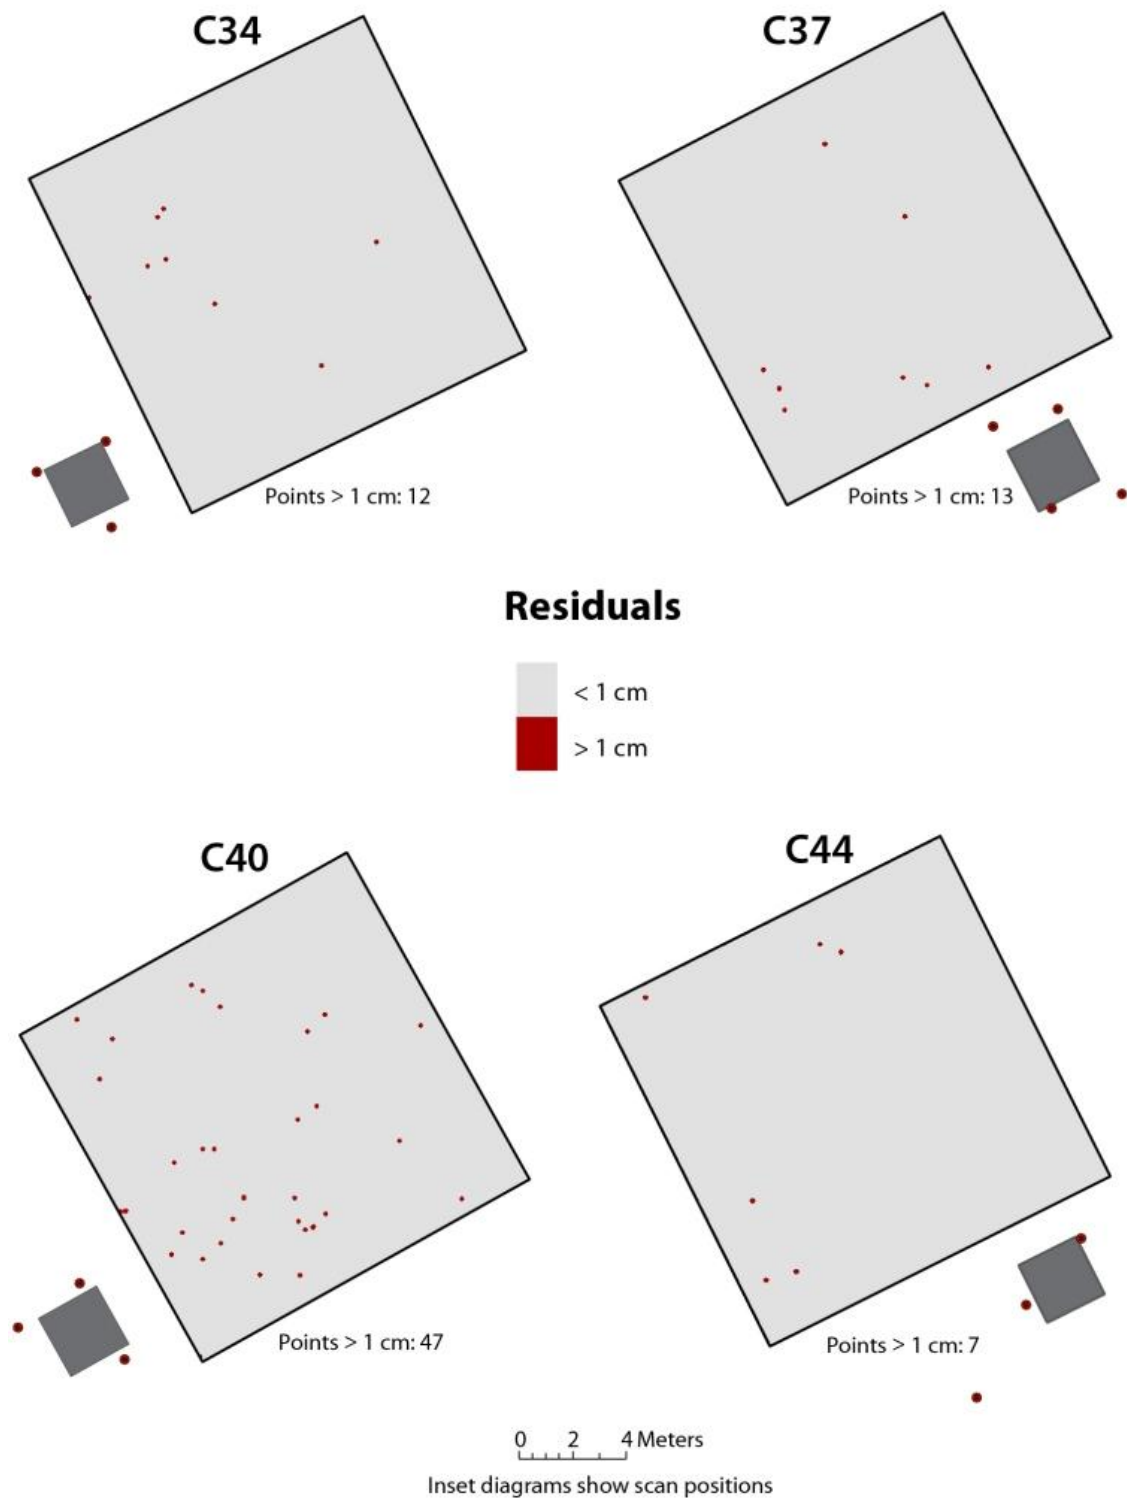 C34
C37
Points > 1 cm: 12
Points > 1 cm: 13
Residuals
< 1 cm
> 1 cm
C40
C44
Points > 1 cm: 47
Points > 1 cm: 7
0 2 4 Meters
Inset diagrams show scan positions